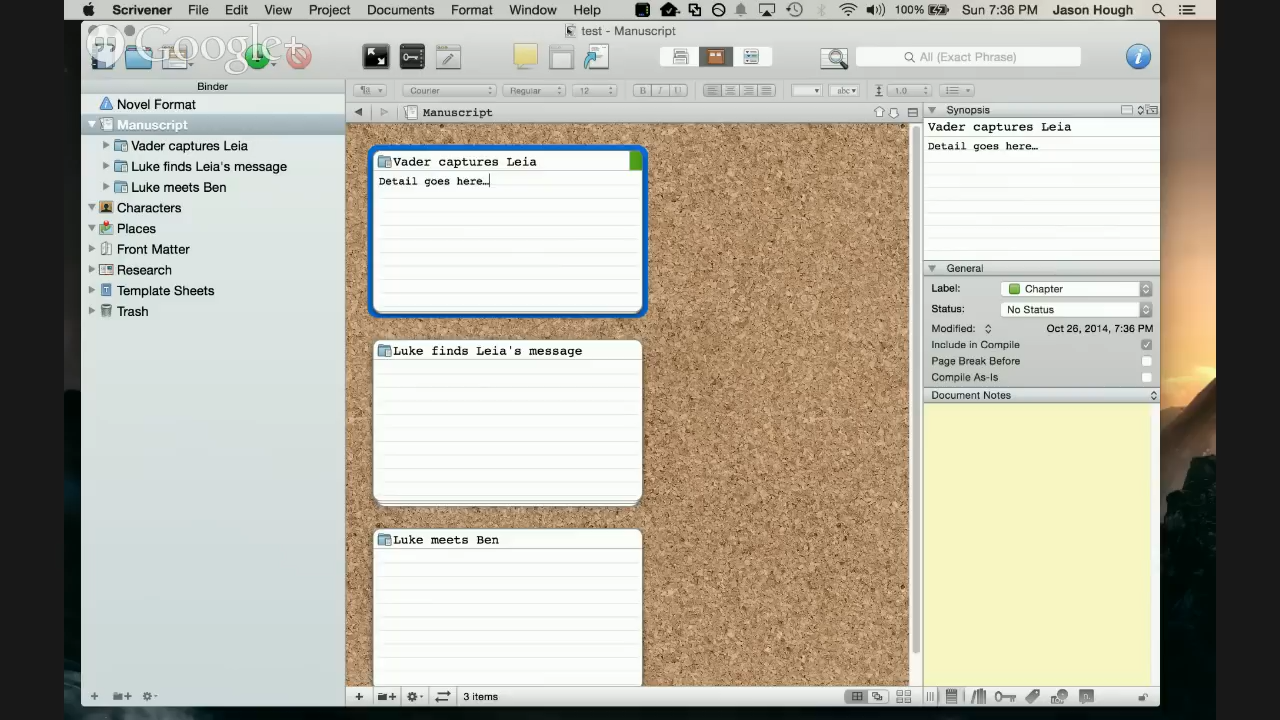 Scrivener File Edit View Project Documents Format Window Help 100% Sun 7:36 PM Jason Hough
test - Manuscript
Google+
All (Exact Phrase)
Binder
Courier Regular 12 B I U abc 1.0
Novel Format
Manuscript
Vader captures Leia
Luke finds Leia's message
Luke meets Ben
Characters
Places
Front Matter
Research
Template Sheets
Trash
Manuscript
Vader captures Leia
Detail goes here…
Luke finds Leia's message
Luke meets Ben
3 items
Synopsis
Vader captures Leia
Detail goes here…
General
Label: Chapter
Status: No Status
Modified: Oct 26, 2014, 7:36 PM
Include in Compile
Page Break Before
Compile As-Is
Document Notes